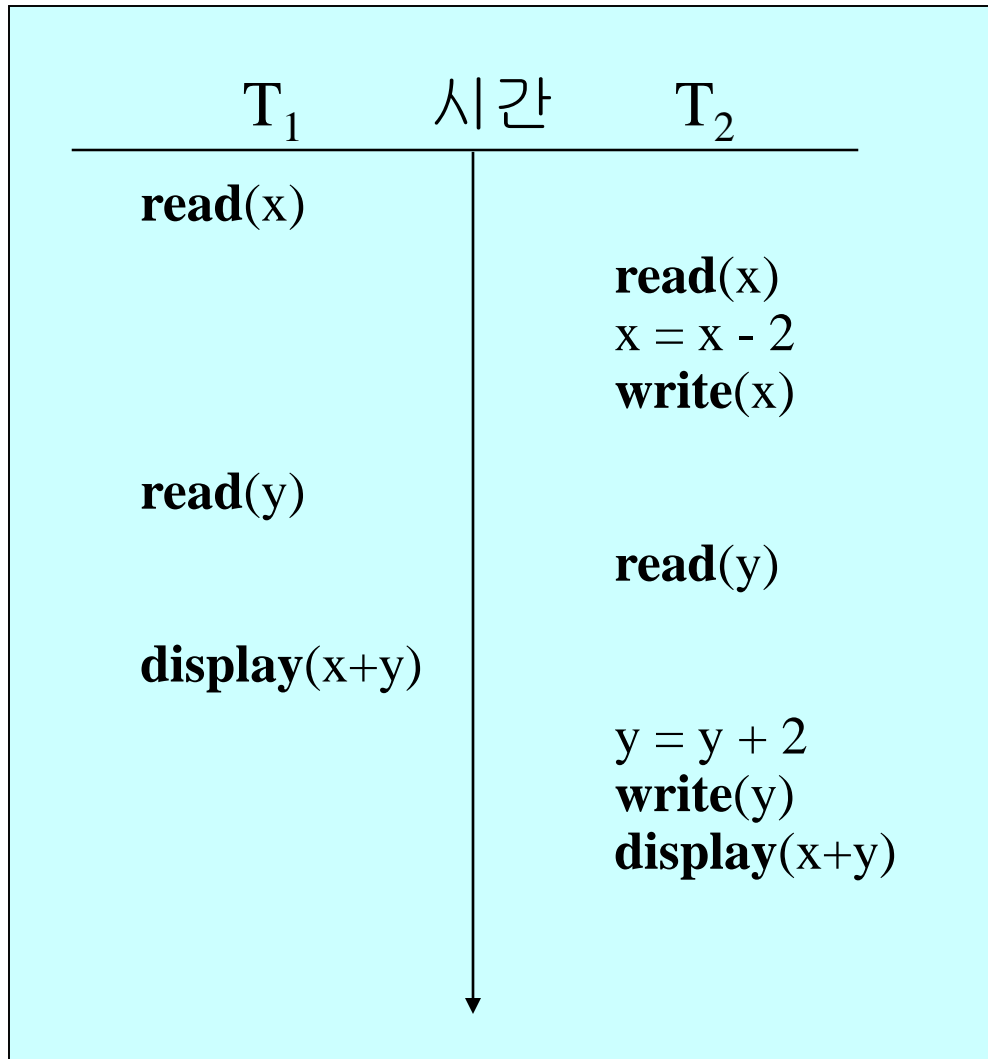 T₁ 시간 T₂
read(x)
read(x)
x = x - 2
write(x)
read(y)
read(y)
display(x+y)
y = y + 2
write(y)
display(x+y)